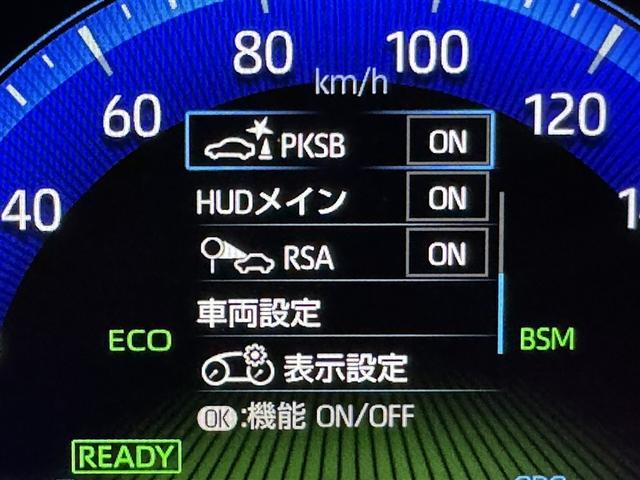 80
100
km/h
60
120
PKSB ON
40
HUDメイン ON
RSA ON
車両設定
ECO
BSM
表示設定
OK:機能 ON/OFF
READY